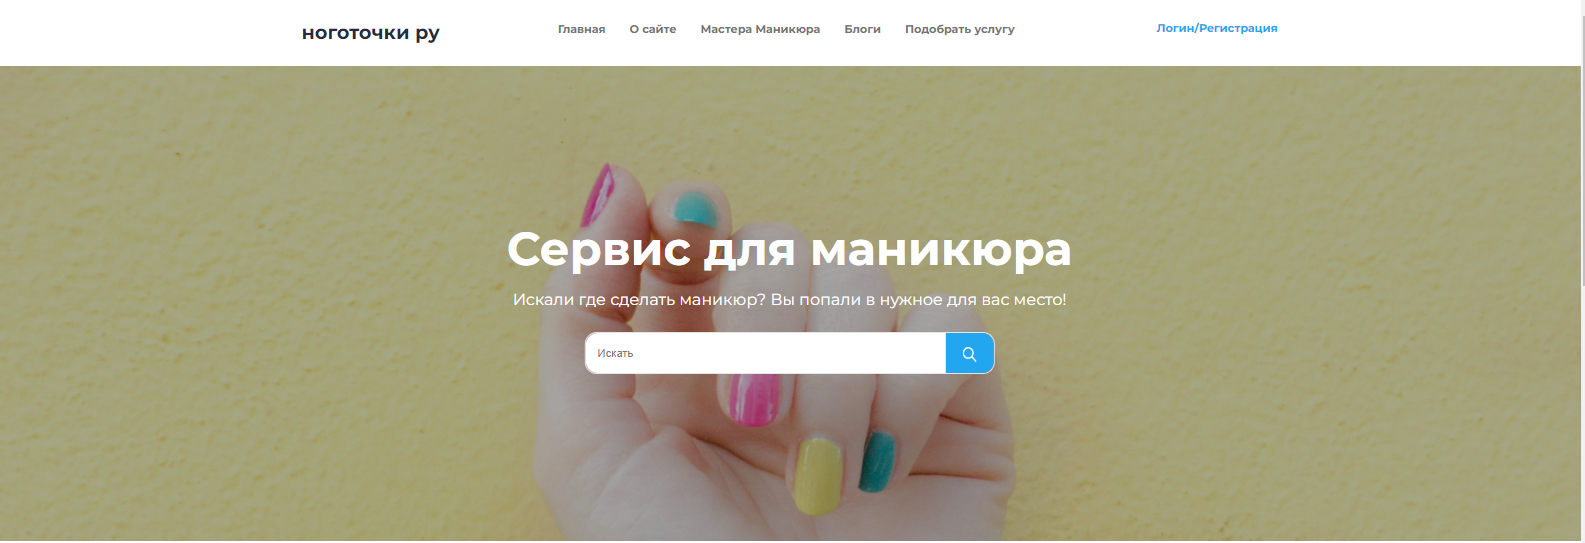 ноготочки ру
Главная О сайте Мастера Маникюра Блоги Подобрать услугу
Логин/Регистрация
Сервис для маникюра
Искали где сделать маникюр? Вы попали в нужное для вас место!
Искать